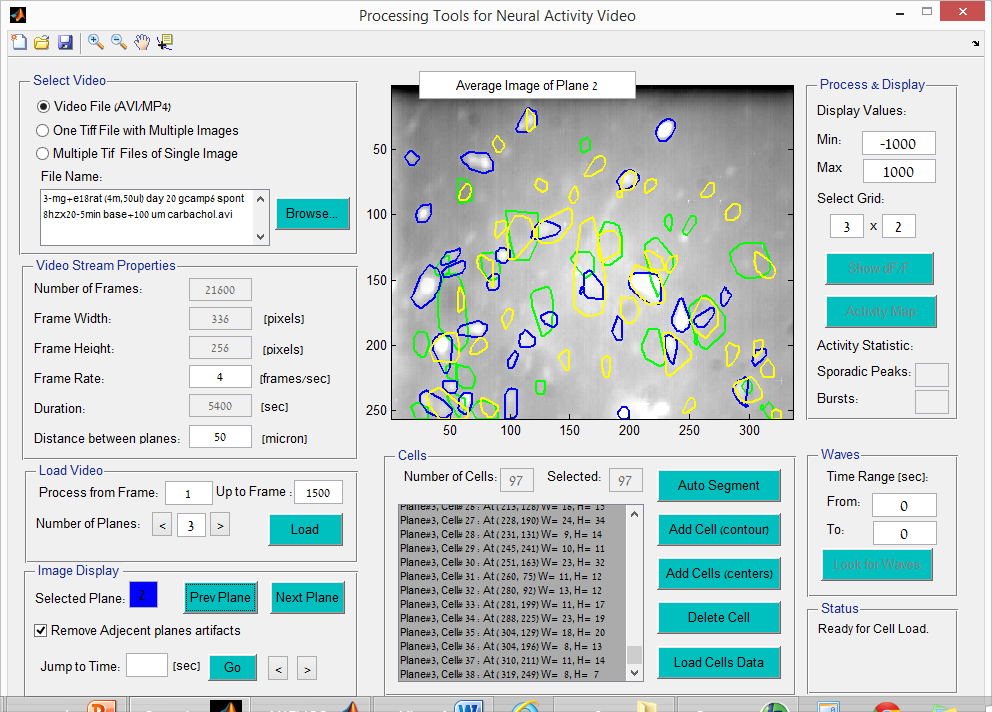 Processing Tools for Neural Activity Video
Select Video
Video File (AVI/MP4)
One Tiff File with Multiple Images
Multiple Tif Files of Single Image
File Name:
3-mg+e18rat (4m,50ul) day 20 gcamp6 spont
8hzx20-5min base+100 um carbachol.avi
Browse...
Video Stream Properties
Number of Frames: 21600
Frame Width: 336 [pixels]
Frame Height: 256 [pixels]
Frame Rate: 4 [frames/sec]
Duration: 5400 [sec]
Distance between planes: 50 [micron]
Load Video
Process from Frame: 1 Up to Frame : 1500
Number of Planes: < 3 > Load
Image Display
Selected Plane: 2 Prev Plane Next Plane
Remove Adjecent planes artifacts
Jump to Time: [sec] Go < >
Average Image of Plane 2
50
100
150
200
250
50 100 150 200 250 300
Cells
Number of Cells: 97 Selected: 97
Plane#3, Cell# 26 : At (213, 128) W= 16, H= 15
Plane#3, Cell# 27 : At (228, 190) W= 24, H= 34
Plane#3, Cell# 28 : At (231, 131) W= 9, H= 14
Plane#3, Cell# 29 : At (245, 241) W= 10, H= 11
Plane#3, Cell# 30 : At (251, 163) W= 23, H= 32
Plane#3, Cell# 31 : At (260, 75) W= 11, H= 12
Plane#3, Cell# 32 : At (280, 92) W= 13, H= 12
Plane#3, Cell# 33 : At (281, 199) W= 11, H= 17
Plane#3, Cell# 34 : At (288, 225) W= 23, H= 19
Plane#3, Cell# 35 : At (304, 129) W= 18, H= 20
Plane#3, Cell# 36 : At (304, 196) W= 8, H= 13
Plane#3, Cell# 37 : At (310, 211) W= 11, H= 14
Plane#3, Cell# 38 : At (319, 249) W= 8, H= 7
Auto Segment
Add Cell (contour)
Add Cells (centers)
Delete Cell
Load Cells Data
Process & Display
Display Values:
Min: -1000
Max 1000
Select Grid:
3 x 2
Activity Map
Activity Statistic:
Sporadic Peaks:
Bursts:
Waves
Time Range [sec]:
From: 0
To: 0
Look for Waves
Status
Ready for Cell Load.